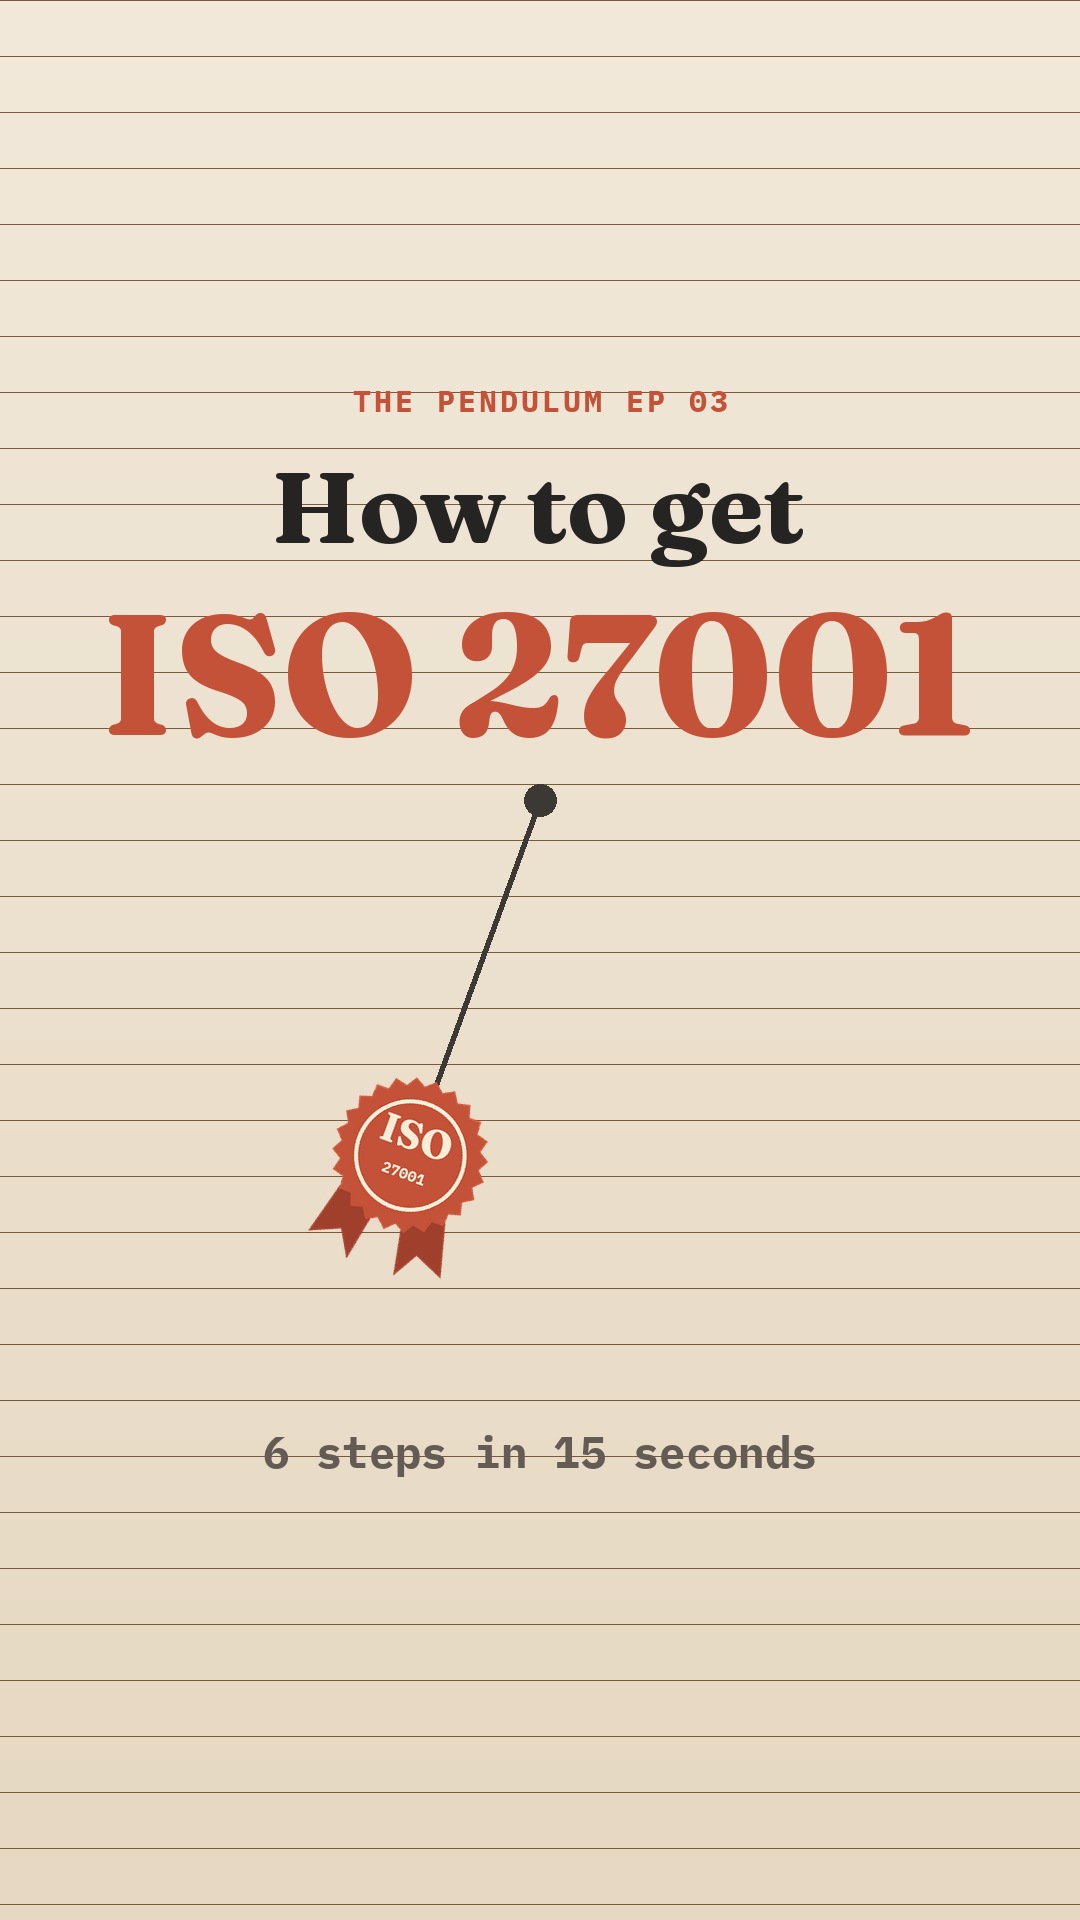 THE PENDULUM EP 03
How to get
ISO 27001
ISO
27001
6 steps in 15 seconds